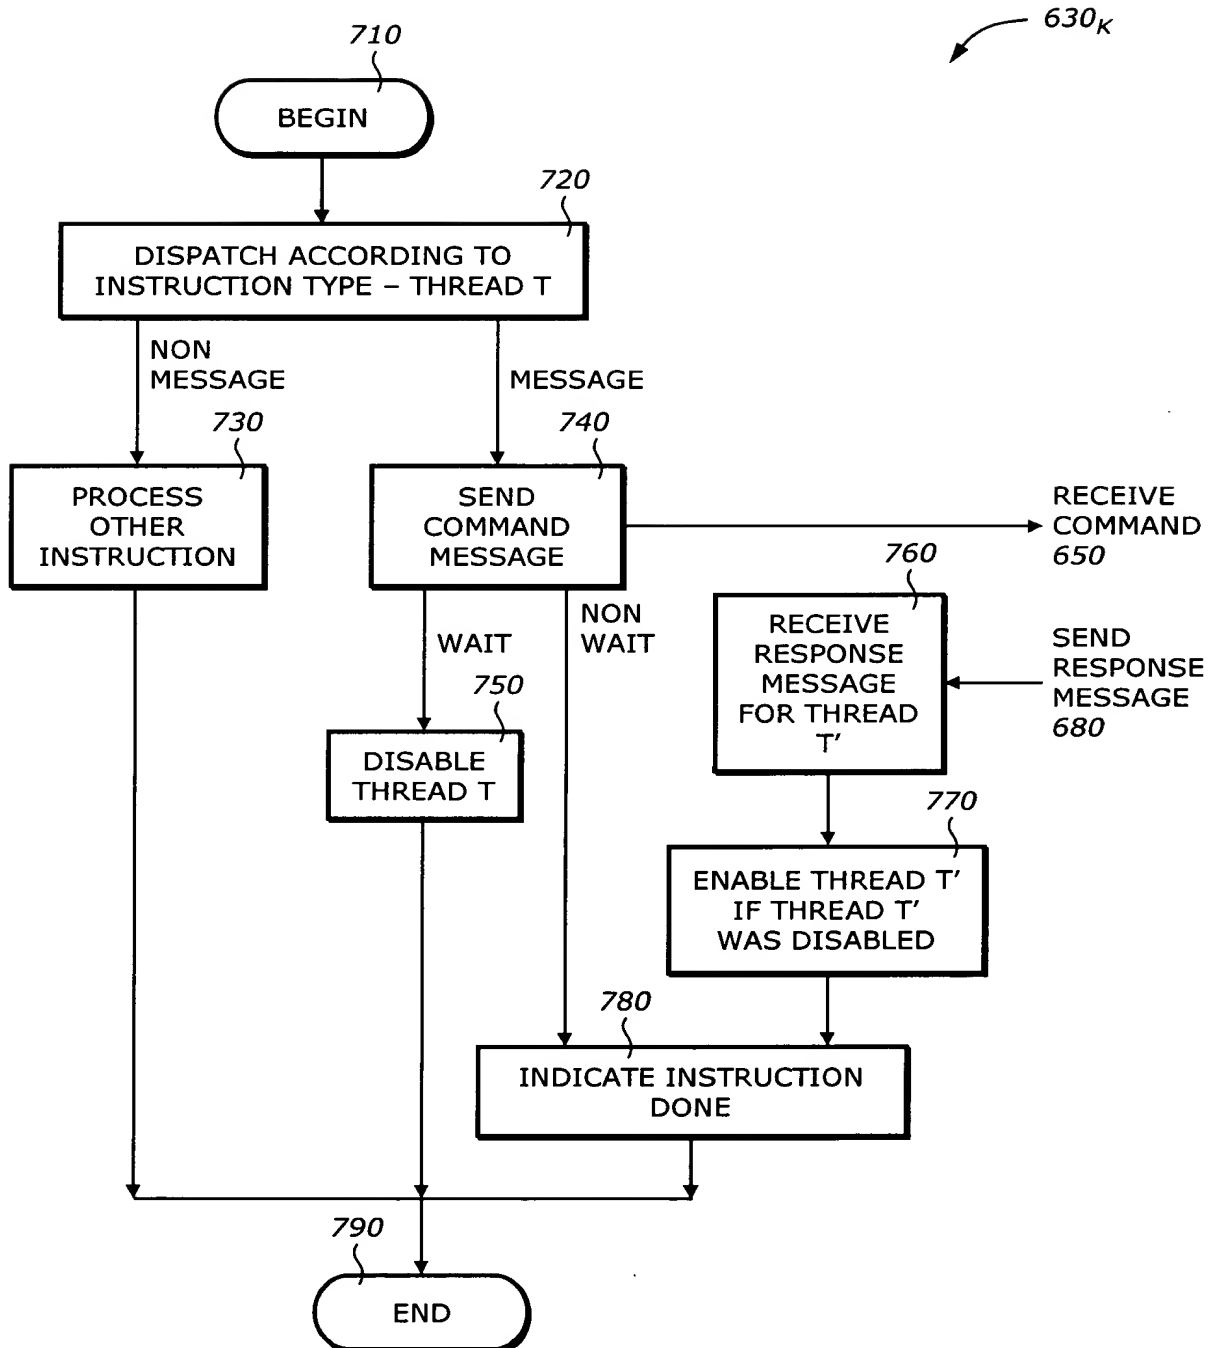 630K
710
BEGIN
720
DISPATCH ACCORDING TO
INSTRUCTION TYPE – THREAD T
NON
MESSAGE
MESSAGE
730
740
PROCESS
OTHER
INSTRUCTION
SEND
COMMAND
MESSAGE
RECEIVE
COMMAND
650
WAIT
NON
WAIT
760
RECEIVE
RESPONSE
MESSAGE
FOR THREAD
T'
SEND
RESPONSE
MESSAGE
680
750
DISABLE
THREAD T
770
ENABLE THREAD T'
IF THREAD T'
WAS DISABLED
780
INDICATE INSTRUCTION
DONE
790
END